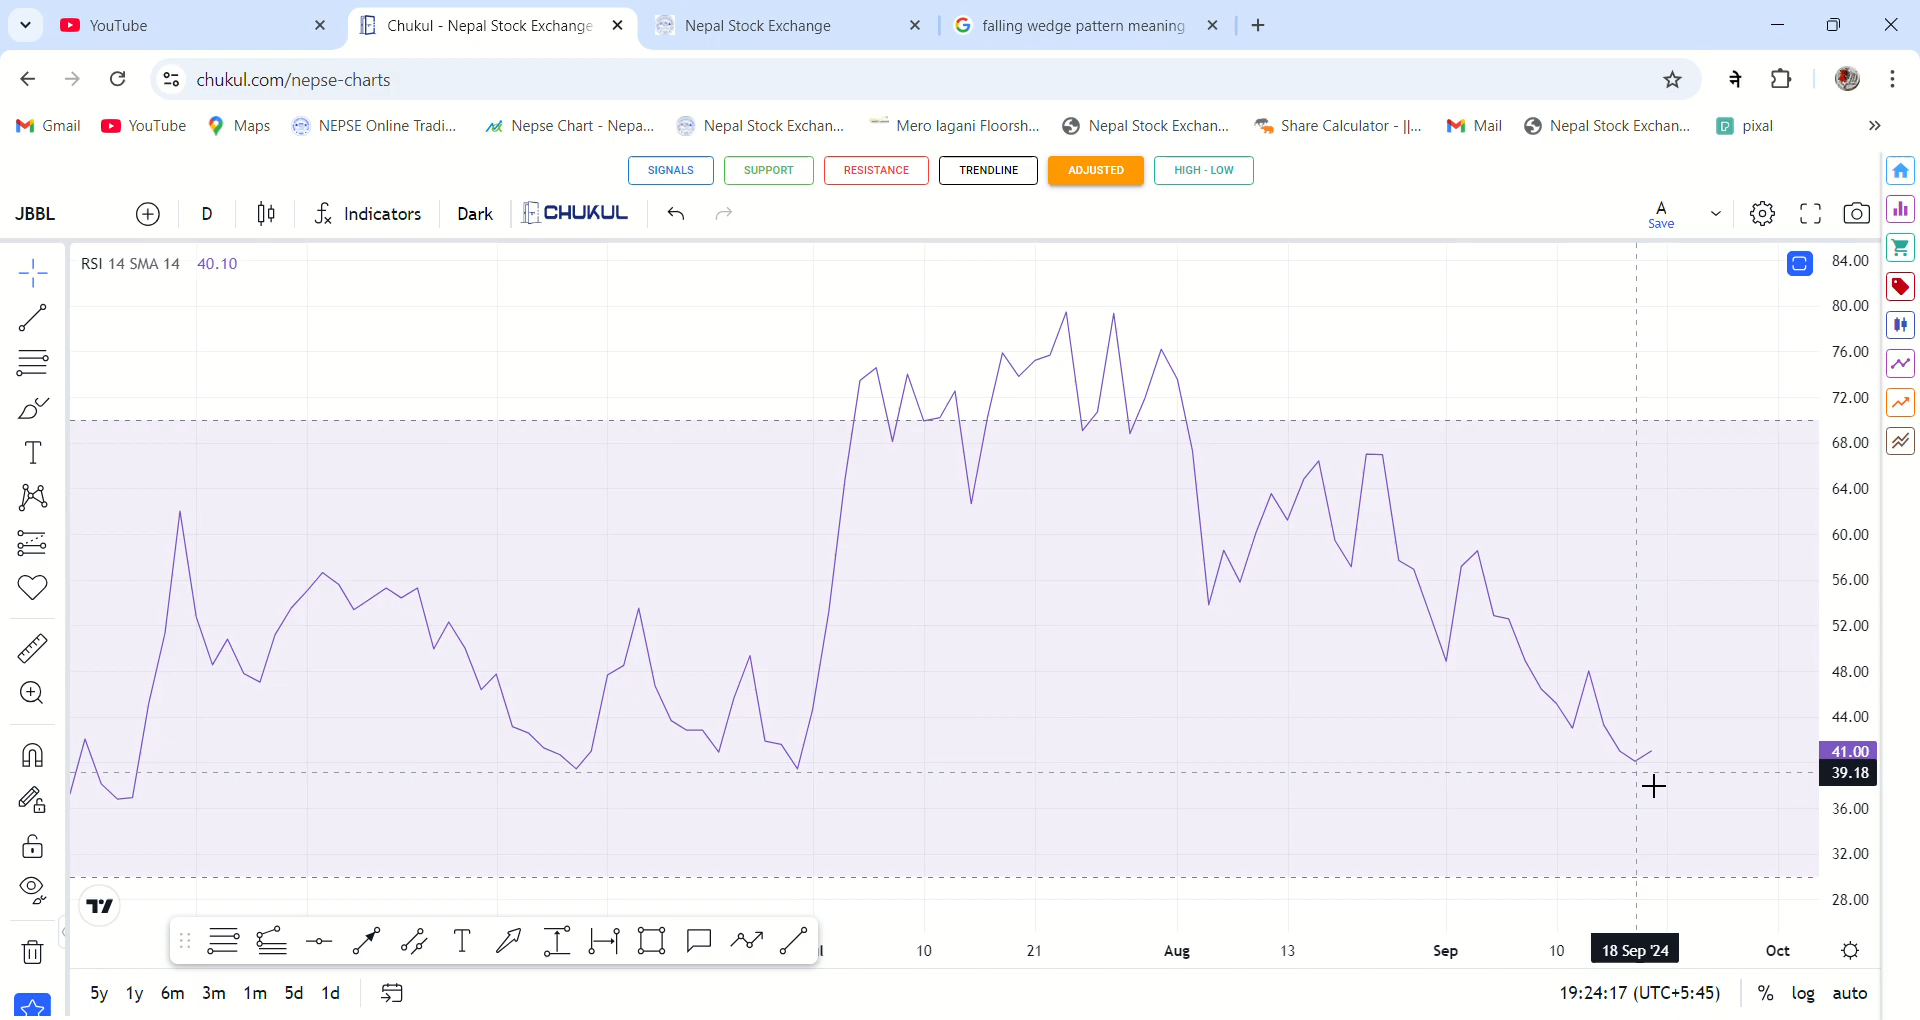 YouTube
Chukul - Nepal Stock Exchange
Nepal Stock Exchange
falling wedge pattern meaning
chukul.com/nepse-charts
ने
Gmail
YouTube
Maps
NEPSE Online Tradi...
Nepse Chart - Nepa...
Nepal Stock Exchan...
Mero lagani Floorsh...
Nepal Stock Exchan...
Share Calculator - ||...
Mail
Nepal Stock Exchan...
pixal
SIGNALS
SUPPORT
RESISTANCE
TRENDLINE
ADJUSTED
HIGH - LOW
JBBL
D
Indicators
Dark
CHUKUL
A
Save
RSI 14 SMA 14 40.10
84.00
80.00
76.00
72.00
68.00
64.00
60.00
56.00
52.00
48.00
44.00
41.00
39.18
36.00
32.00
28.00
10
21
Aug
13
Sep
10
18 Sep '24
Oct
5y
1y
6m
3m
1m
5d
1d
19:24:17 (UTC+5:45)
%
log
auto